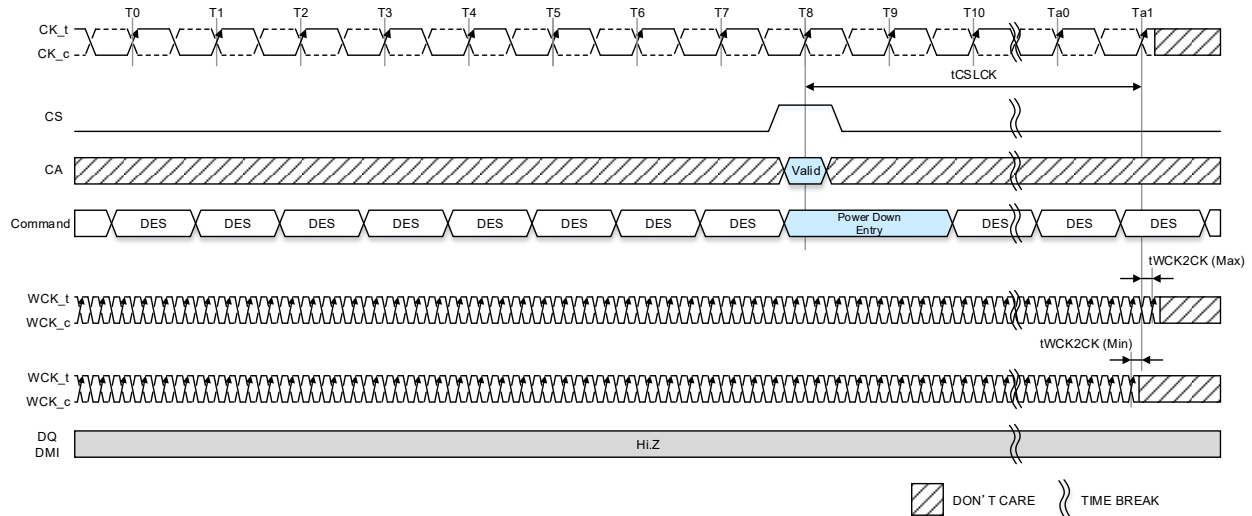 T0 T1 T2 T3 T4 T5 T6 T7 T8 T9 T10 Ta0 Ta1
CK_t
CK_c
tCSLCK
CS
CA
Valid
Command
DES DES DES DES DES DES DES DES Power Down DES DES DES
Entry
tWCK2CK (Max)
WCK_t
WCK_c
tWCK2CK (Min)
WCK_t
WCK_c
DQ
DMI
Hi.Z
DON'T CARE
TIME BREAK